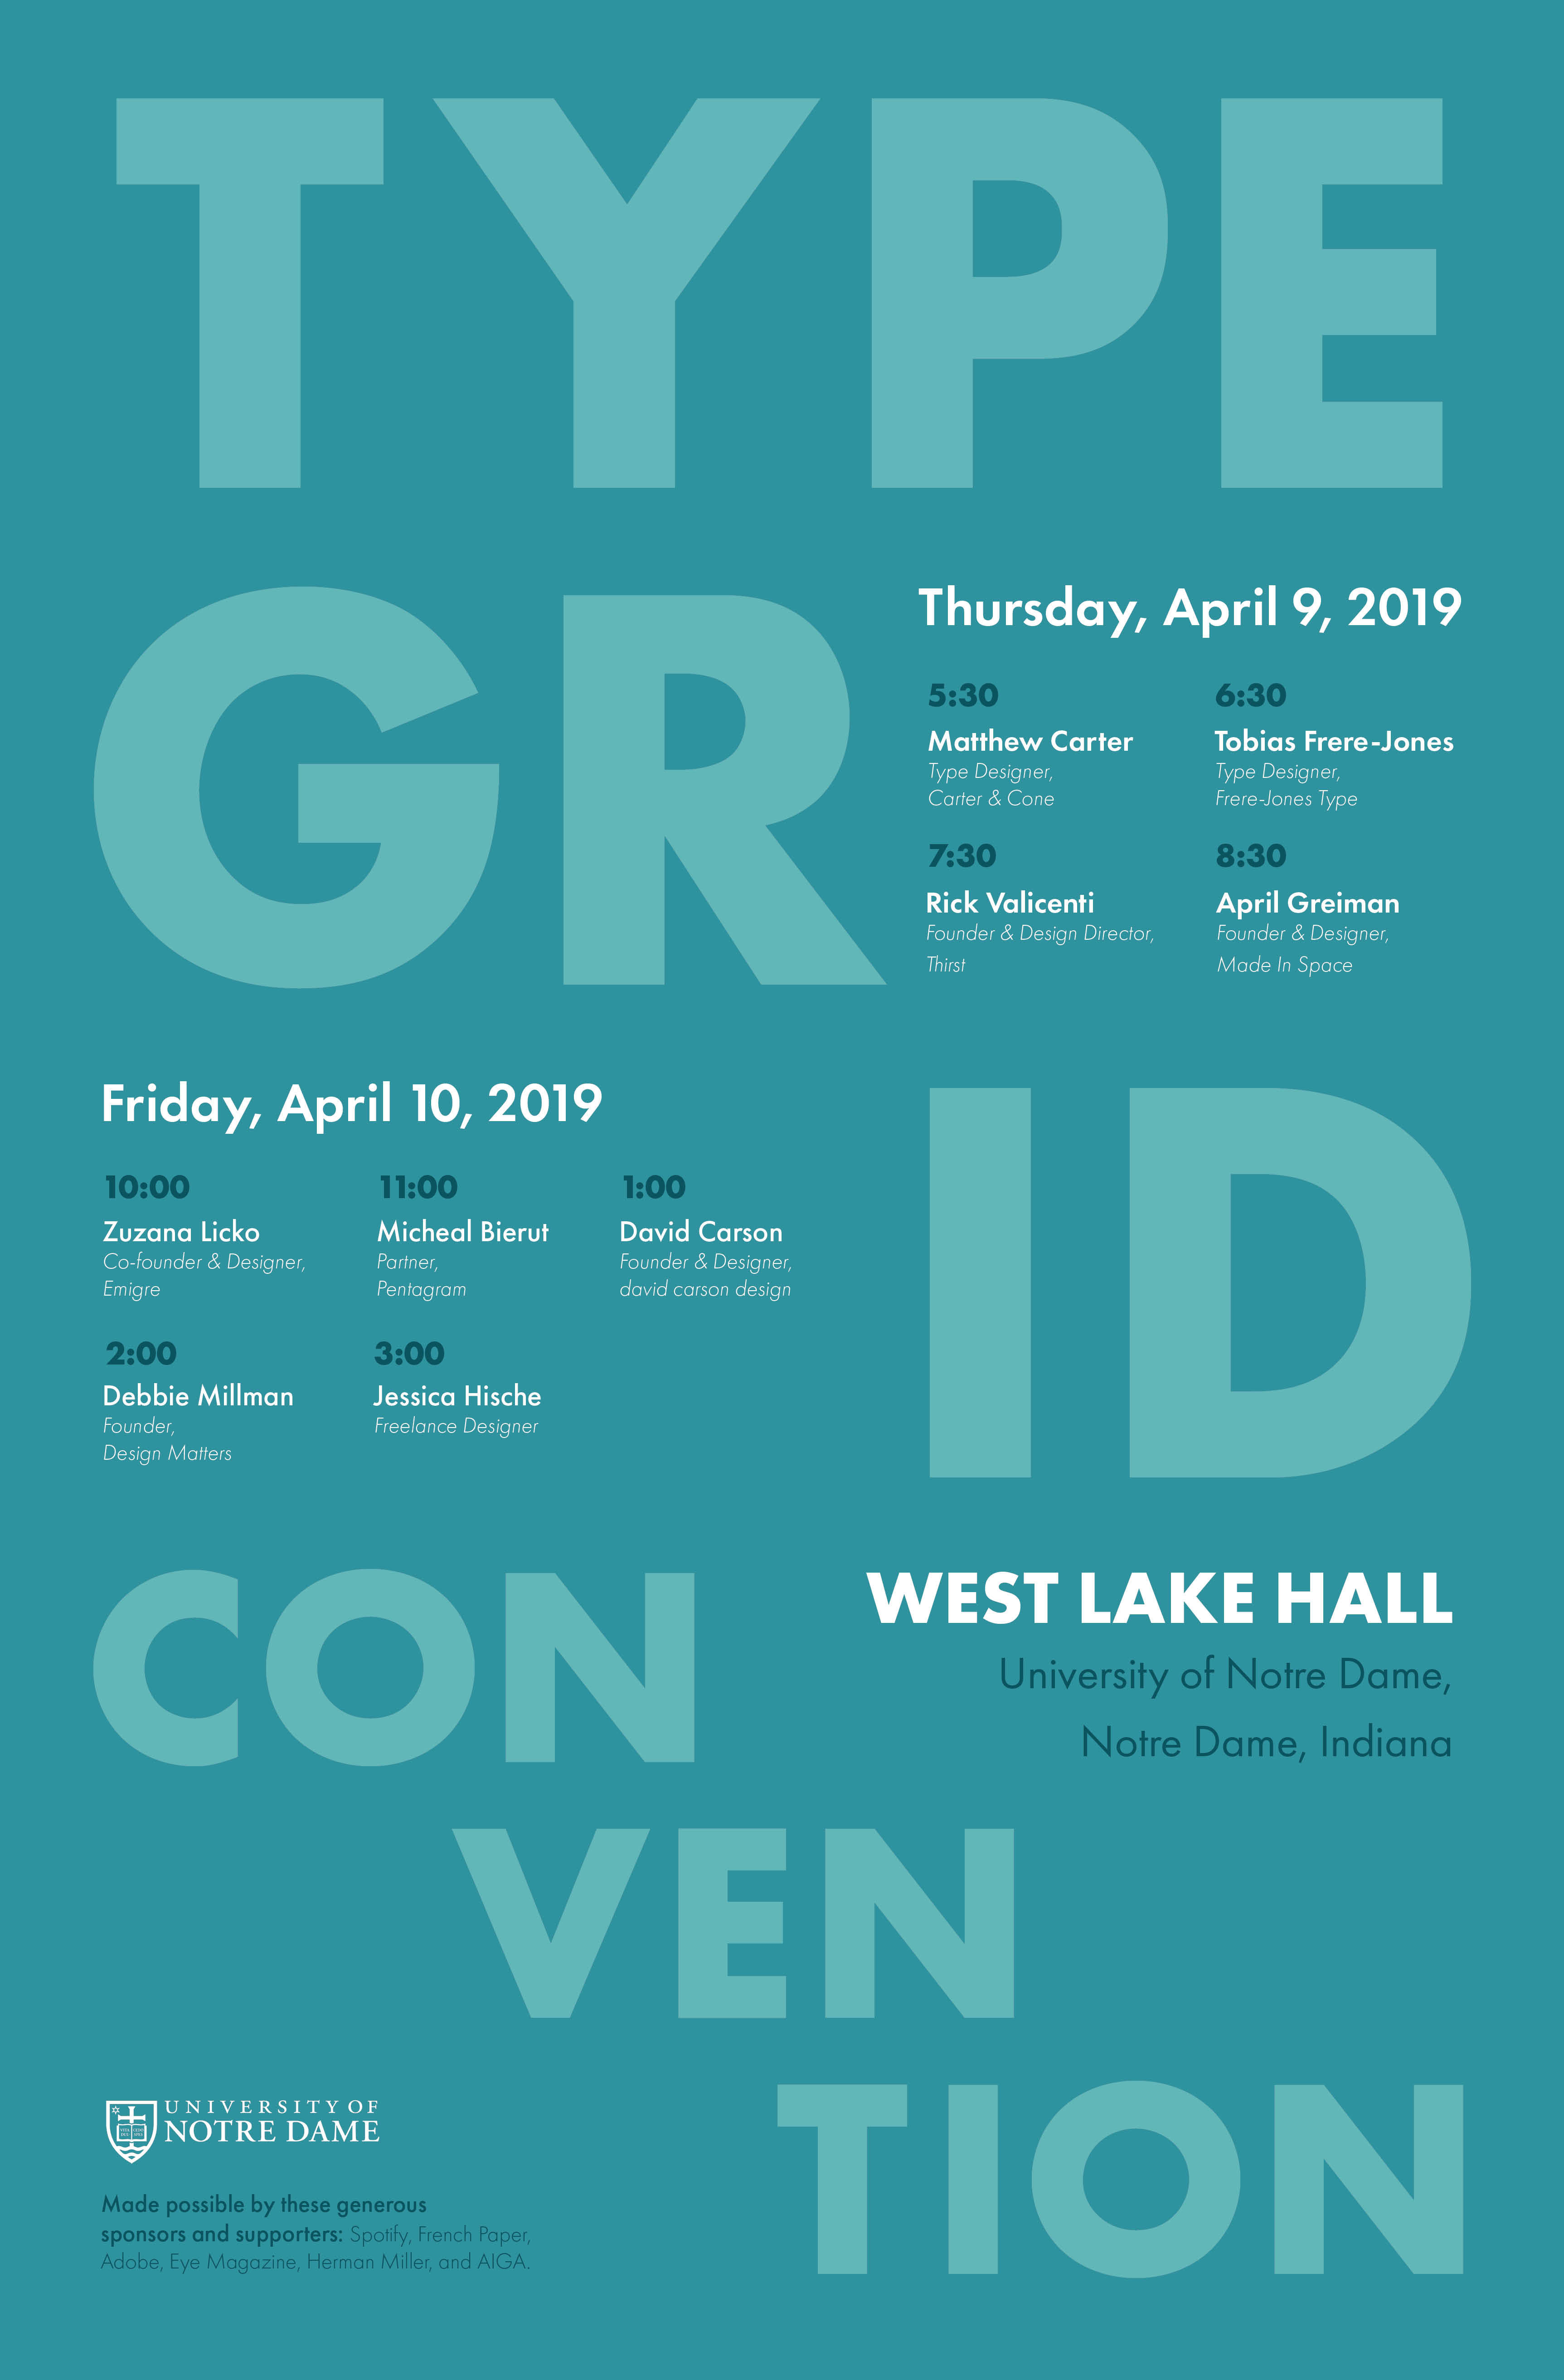 TYPE
GR
Thursday, April 9, 2019
5:30
Matthew Carter
Type Designer,
Carter & Cone
6:30
Tobias Frere-Jones
Type Designer,
Frere-Jones Type
7:30
Rick Valicenti
Founder & Design Director,
Thirst
8:30
April Greiman
Founder & Designer,
Made In Space
ID
Friday, April 10, 2019
10:00
Zuzana Licko
Co-founder & Designer,
Emigre
11:00
Micheal Bierut
Partner,
Pentagram
1:00
David Carson
Founder & Designer,
david carson design
2:00
Debbie Millman
Founder,
Design Matters
3:00
Jessica Hische
Freelance Designer
CON
WEST LAKE HALL
University of Notre Dame,
Notre Dame, Indiana
VEN
TION
UNIVERSITY OF
NOTRE DAME
Made possible by these generous
sponsors and supporters: Spotify, French Paper,
Adobe, Eye Magazine, Herman Miller, and AIGA.